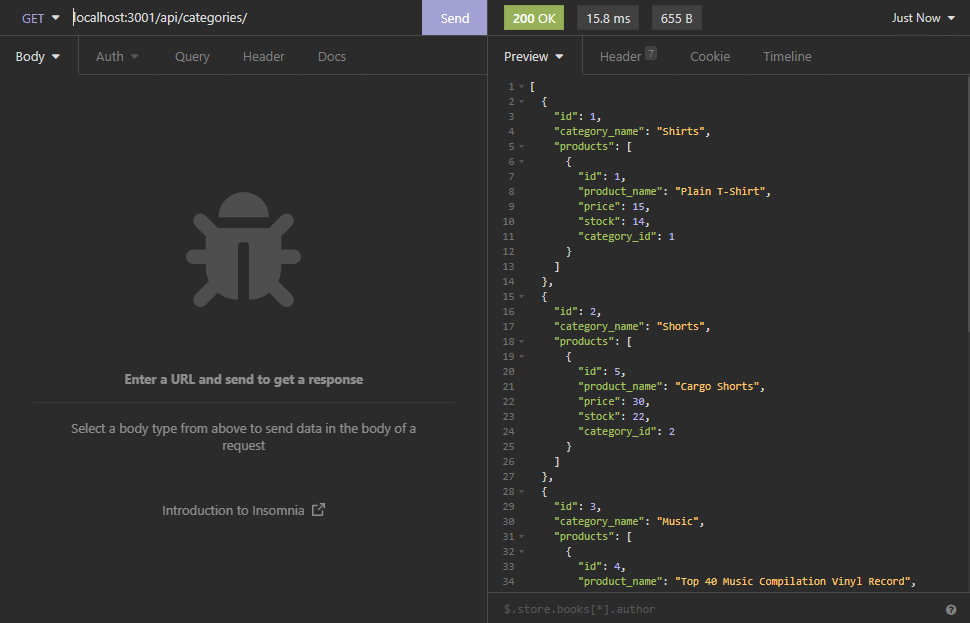 GET localhost:3001/api/categories/ Send 200 OK 15.8 ms 655 B Just Now
Body Auth Query Header Docs
Enter a URL and send to get a response
Select a body type from above to send data in the body of a
request
Introduction to Insomnia
Preview Header 7 Cookie Timeline
1 [
2 {
3 "id": 1,
4 "category_name": "Shirts",
5 "products": [
6 {
7 "id": 1,
8 "product_name": "Plain T-Shirt",
9 "price": 15,
10 "stock": 14,
11 "category_id": 1
12 }
13 ]
14 },
15 {
16 "id": 2,
17 "category_name": "Shorts",
18 "products": [
19 {
20 "id": 5,
21 "product_name": "Cargo Shorts",
22 "price": 30,
23 "stock": 22,
24 "category_id": 2
25 }
26 ]
27 },
28 {
29 "id": 3,
30 "category_name": "Music",
31 "products": [
32 {
33 "id": 4,
34 "product_name": "Top 40 Music Compilation Vinyl Record",
$.store.books[*].author